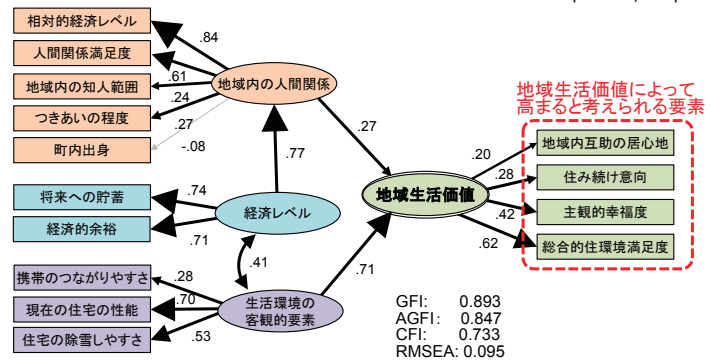 相対的経済レベル
人間関係満足度
地域内の知人範囲
つきあいの程度
町内出身
.84
.61
.24
.27
-.08
地域内の人間関係
.77
.27
将来への貯蓄
経済的余裕
.74
.71
経済レベル
.41
携帯のつながりやすさ
現在の住宅の性能
住宅の除雪しやすさ
.28
.70
.53
生活環境の
客観的要素
.71
地域生活価値
地域生活価値によって
高まると考えられる要素
.20
.28
.42
.62
地域内互助の居心地
住み続け意向
主観的幸福度
総合的住環境満足度
GFI: 0.893
AGFI: 0.847
CFI: 0.733
RMSEA: 0.095